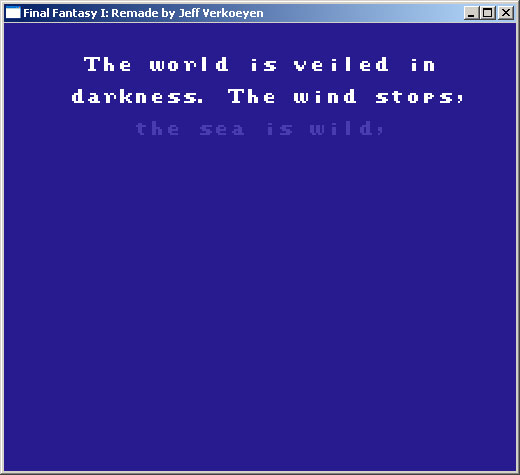 Final Fantasy I: Remade by Jeff Verkoeyen
The world is veiled in
darkness. The wind stops,
the sea is wild,